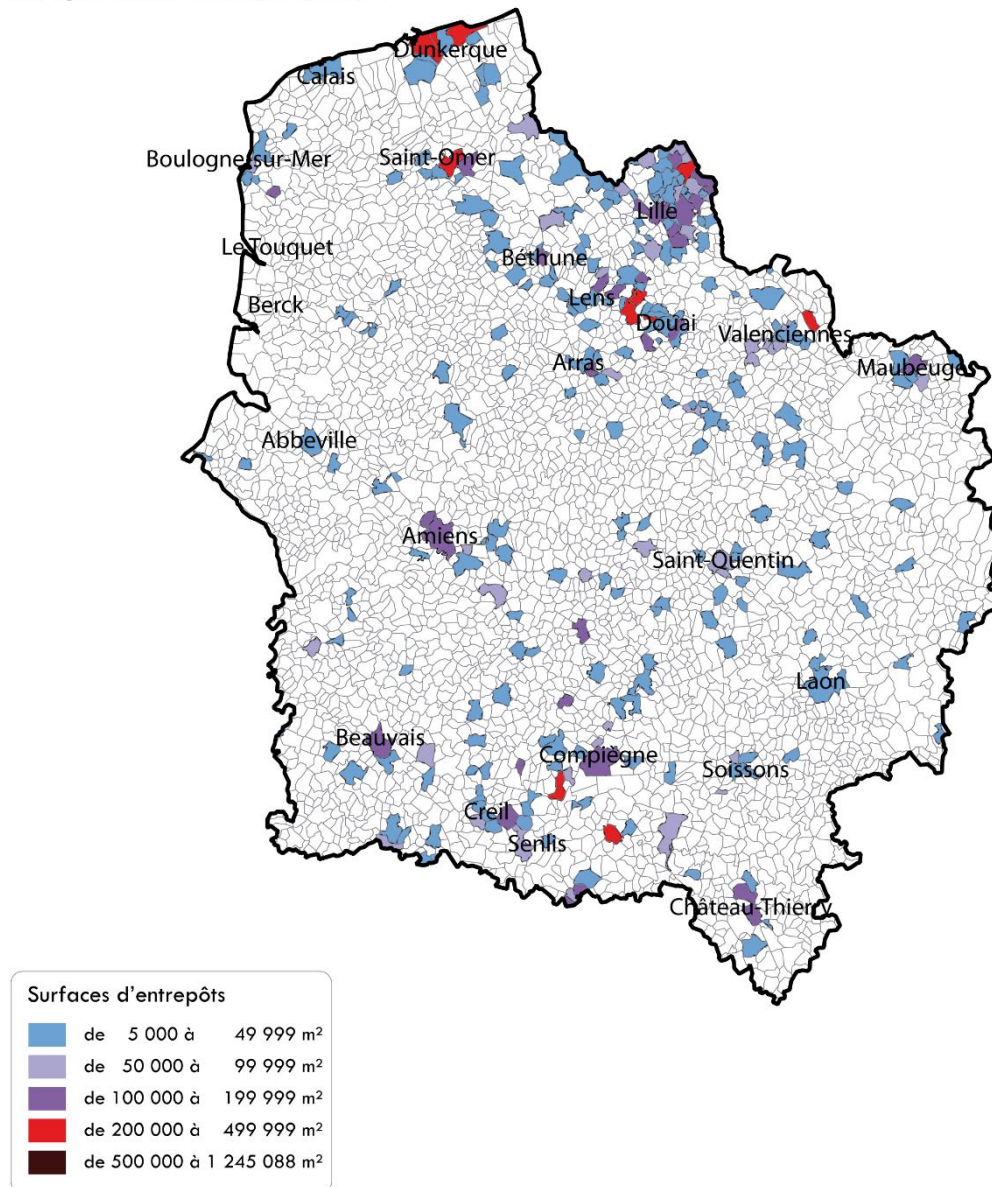 Dunkerque
Calais
Boulogne-sur-Mer
Saint-Omer
Lille
Le Touquet
Béthune
Berck
Lens
Douai
Valenciennes
Arras
Maubeuge
Abbeville
Amiens
Saint-Quentin
Laon
Beauvais
Compiègne
Soissons
Creil
Senlis
Château-Thierry
Surfaces d'entrepôts
de 5 000 à 49 999 m²
de 50 000 à 99 999 m²
de 100 000 à 199 999 m²
de 200 000 à 499 999 m²
de 500 000 à 1 245 088 m²